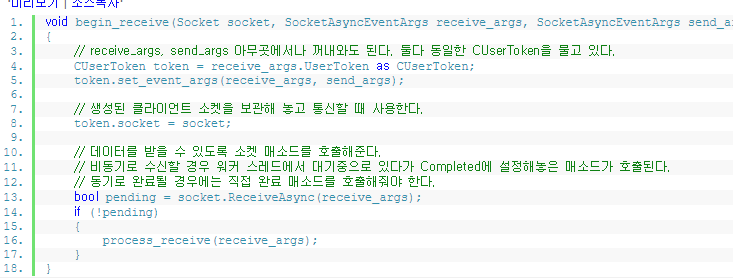 미리보기 | 소스복사
1. void begin_receive(Socket socket, SocketAsyncEventArgs receive_args, SocketAsyncEventArgs send_a
2. {
3. // receive_args, send_args 아무곳에서나 꺼내와도 된다. 둘다 동일한 CUserToken을 물고 있다.
4. CUserToken token = receive_args.UserToken as CUserToken;
5. token.set_event_args(receive_args, send_args);
6.
7. // 생성된 클라이언트 소켓을 보관해 놓고 통신할 때 사용한다.
8. token.socket = socket;
9.
10. // 데이터를 받을 수 있도록 소켓 매소드를 호출해준다.
11. // 비동기로 수신할 경우 워커 스레드에서 대기중으로 있다가 Completed에 설정해놓은 매소드가 호출된다.
12. // 동기로 완료될 경우에는 직접 완료 매소드를 호출해줘야 한다.
13. bool pending = socket.ReceiveAsync(receive_args);
14. if (!pending)
15. {
16. process_receive(receive_args);
17. }
18. }